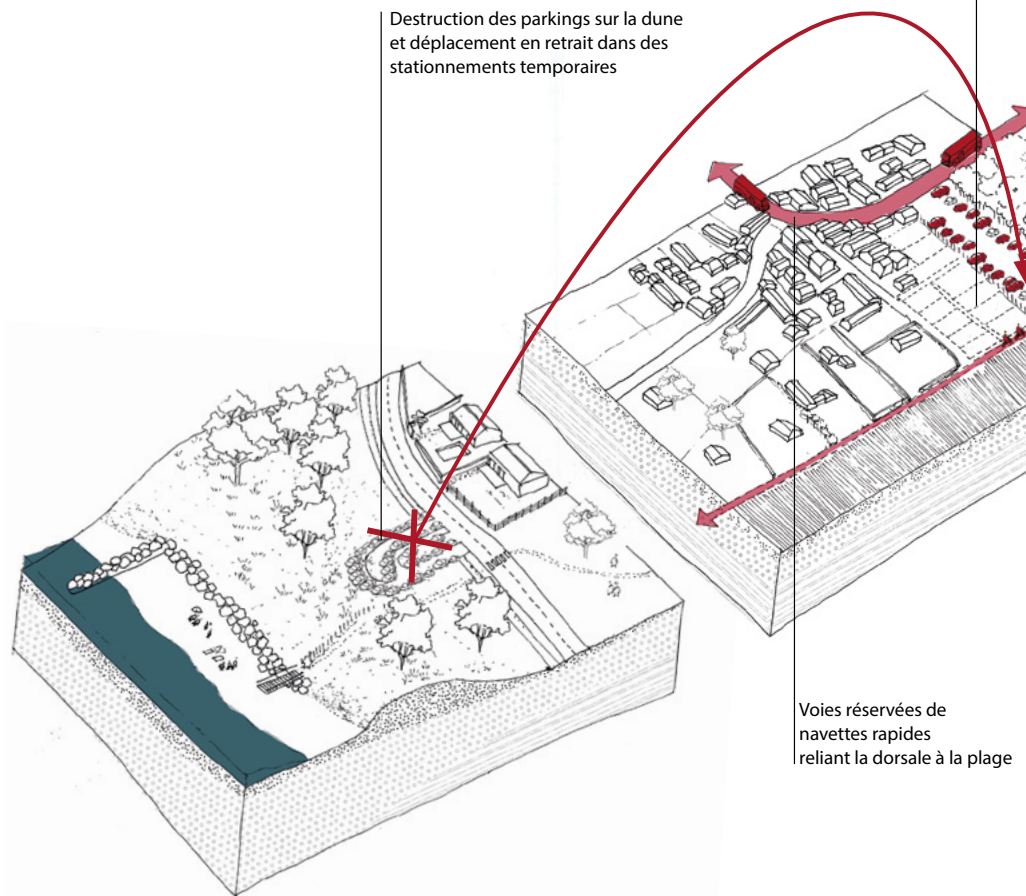 Destruction des parkings sur la dune
et déplacement en retrait dans des
stationnements temporaires
Voies réservées de
navettes rapides
reliant la dorsale à la plage